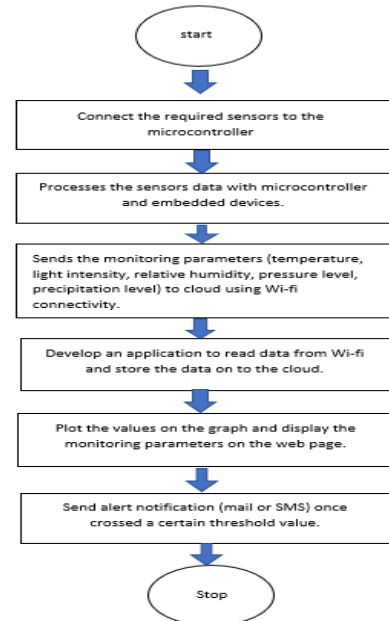 start
Connect the required sensors to the
microcontroller
Processes the sensors data with microcontroller
and embedded devices.
Sends the monitoring parameters (temperature,
light intensity, relative humidity, pressure level,
precipitation level) to cloud using Wi-fi
connectivity.
Develop an application to read data from Wi-fi
and store the data on to the cloud.
Plot the values on the graph and display the
monitoring parameters on the web page.
Send alert notification (mail or SMS) once
crossed a certain threshold value.
Stop